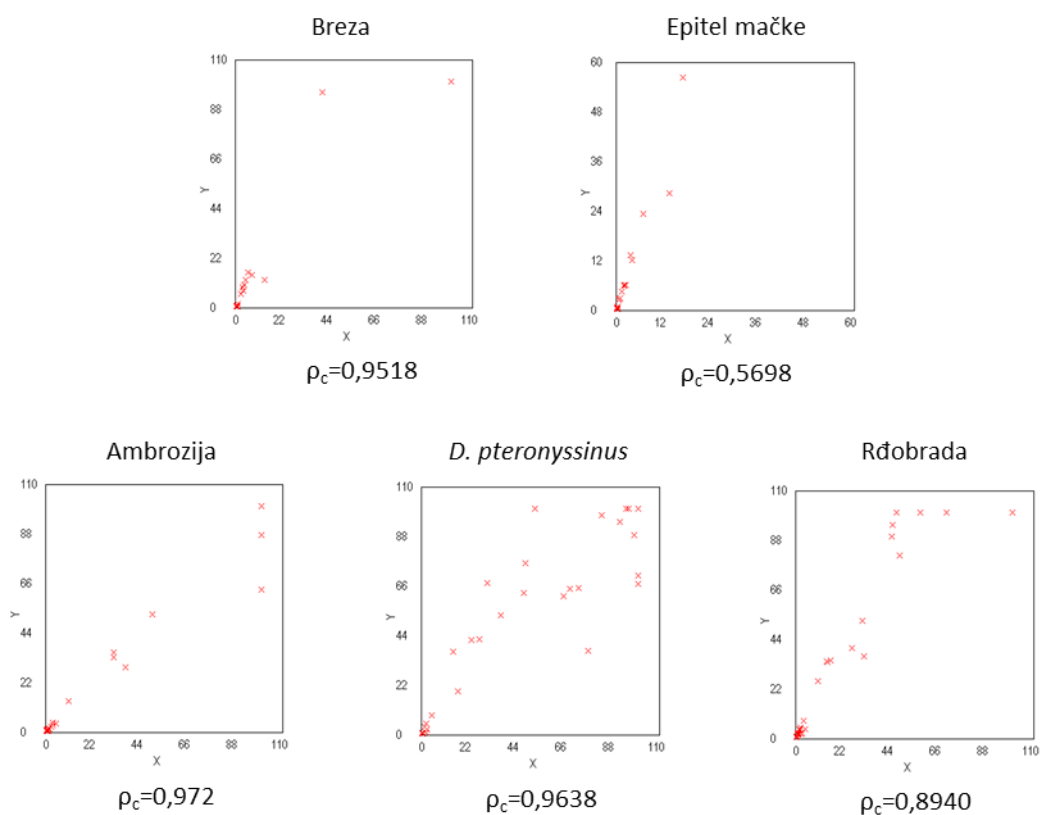 Breza
Epitel mačke
110
88
66
44
22
0
Y
0 22 44 66 88 110
X
60
48
36
24
12
0
Y
0 12 24 36 48 60
X
ρc=0,9518
ρc=0,5698
Ambrozija
D. pteronyssinus
Rđobrada
110
88
66
44
22
0
Y
0 22 44 66 88 110
X
110
88
66
44
22
0
Y
0 22 44 66 88 110
X
110
88
66
44
22
0
Y
0 22 44 66 88 110
X
ρc=0,972
ρc=0,9638
ρc=0,8940